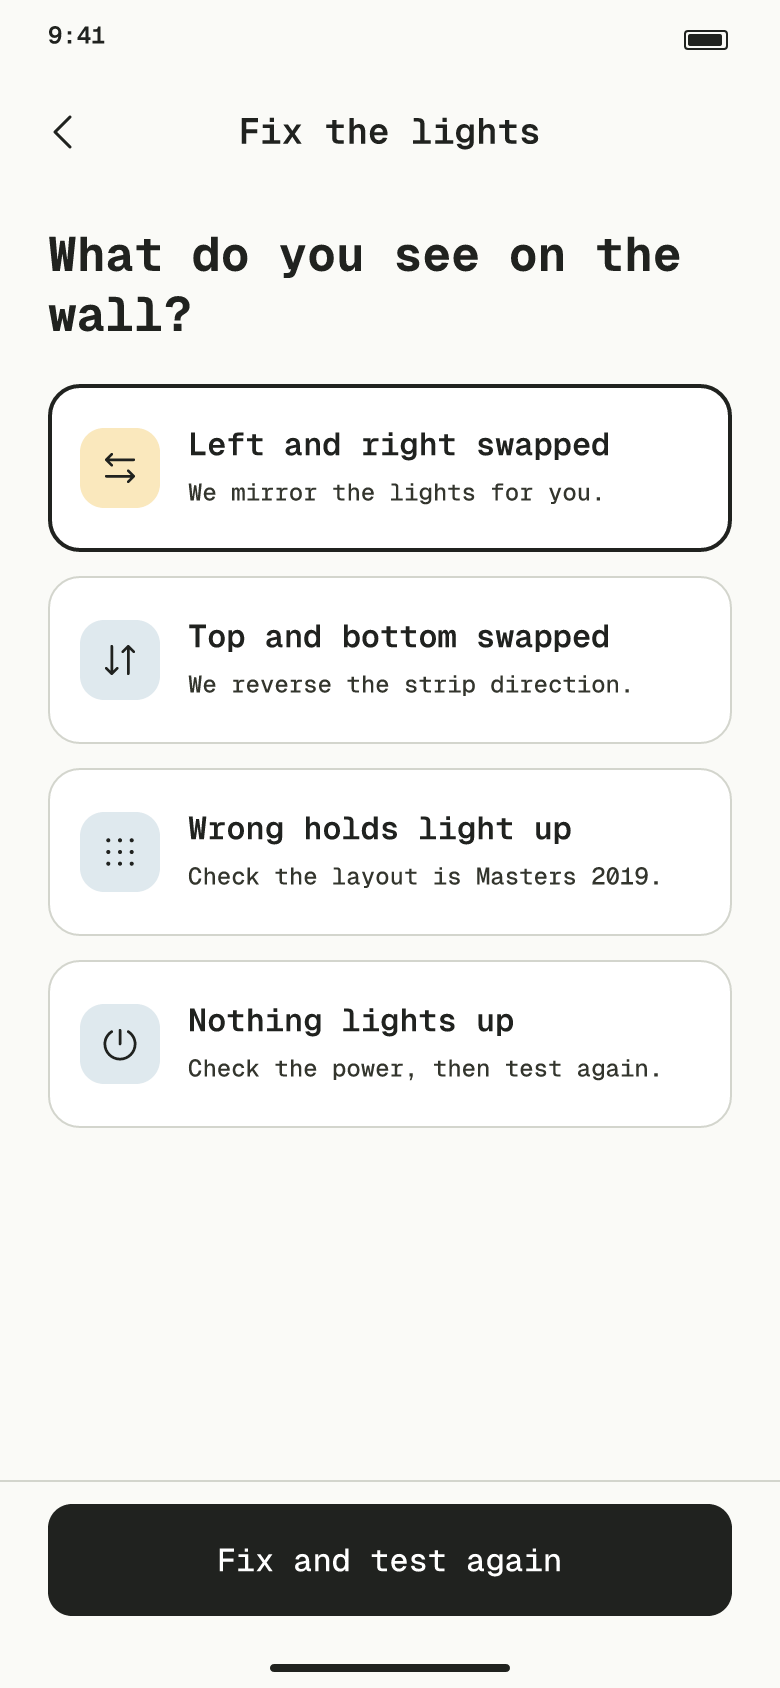 9:41
Fix the lights
What do you see on the
wall?
Left and right swapped
We mirror the lights for you.
Top and bottom swapped
We reverse the strip direction.
Wrong holds light up
Check the layout is Masters 2019.
Nothing lights up
Check the power, then test again.
Fix and test again